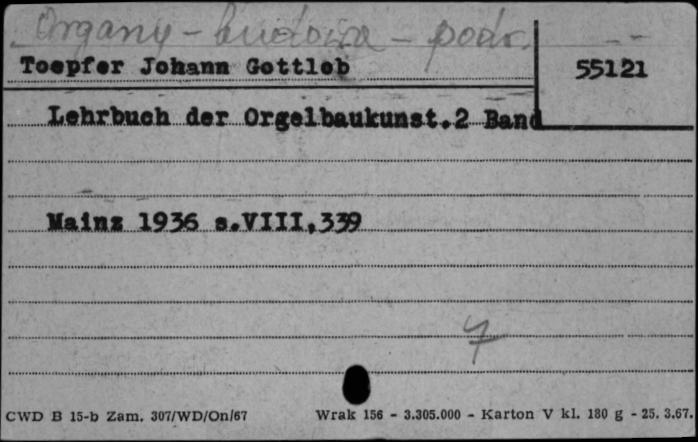 Organy - budowa - podr.
Toepfer Johann Gottlob
55121
Lehrbuch der Orgelbaukunst.2 Band
Mainz 1936 s.VIII,339
7
CWD B 15-b Zam. 307/WD/On/67 Wrak 156 - 3.305.000 - Karton V kl. 180 g - 25. 3.67.